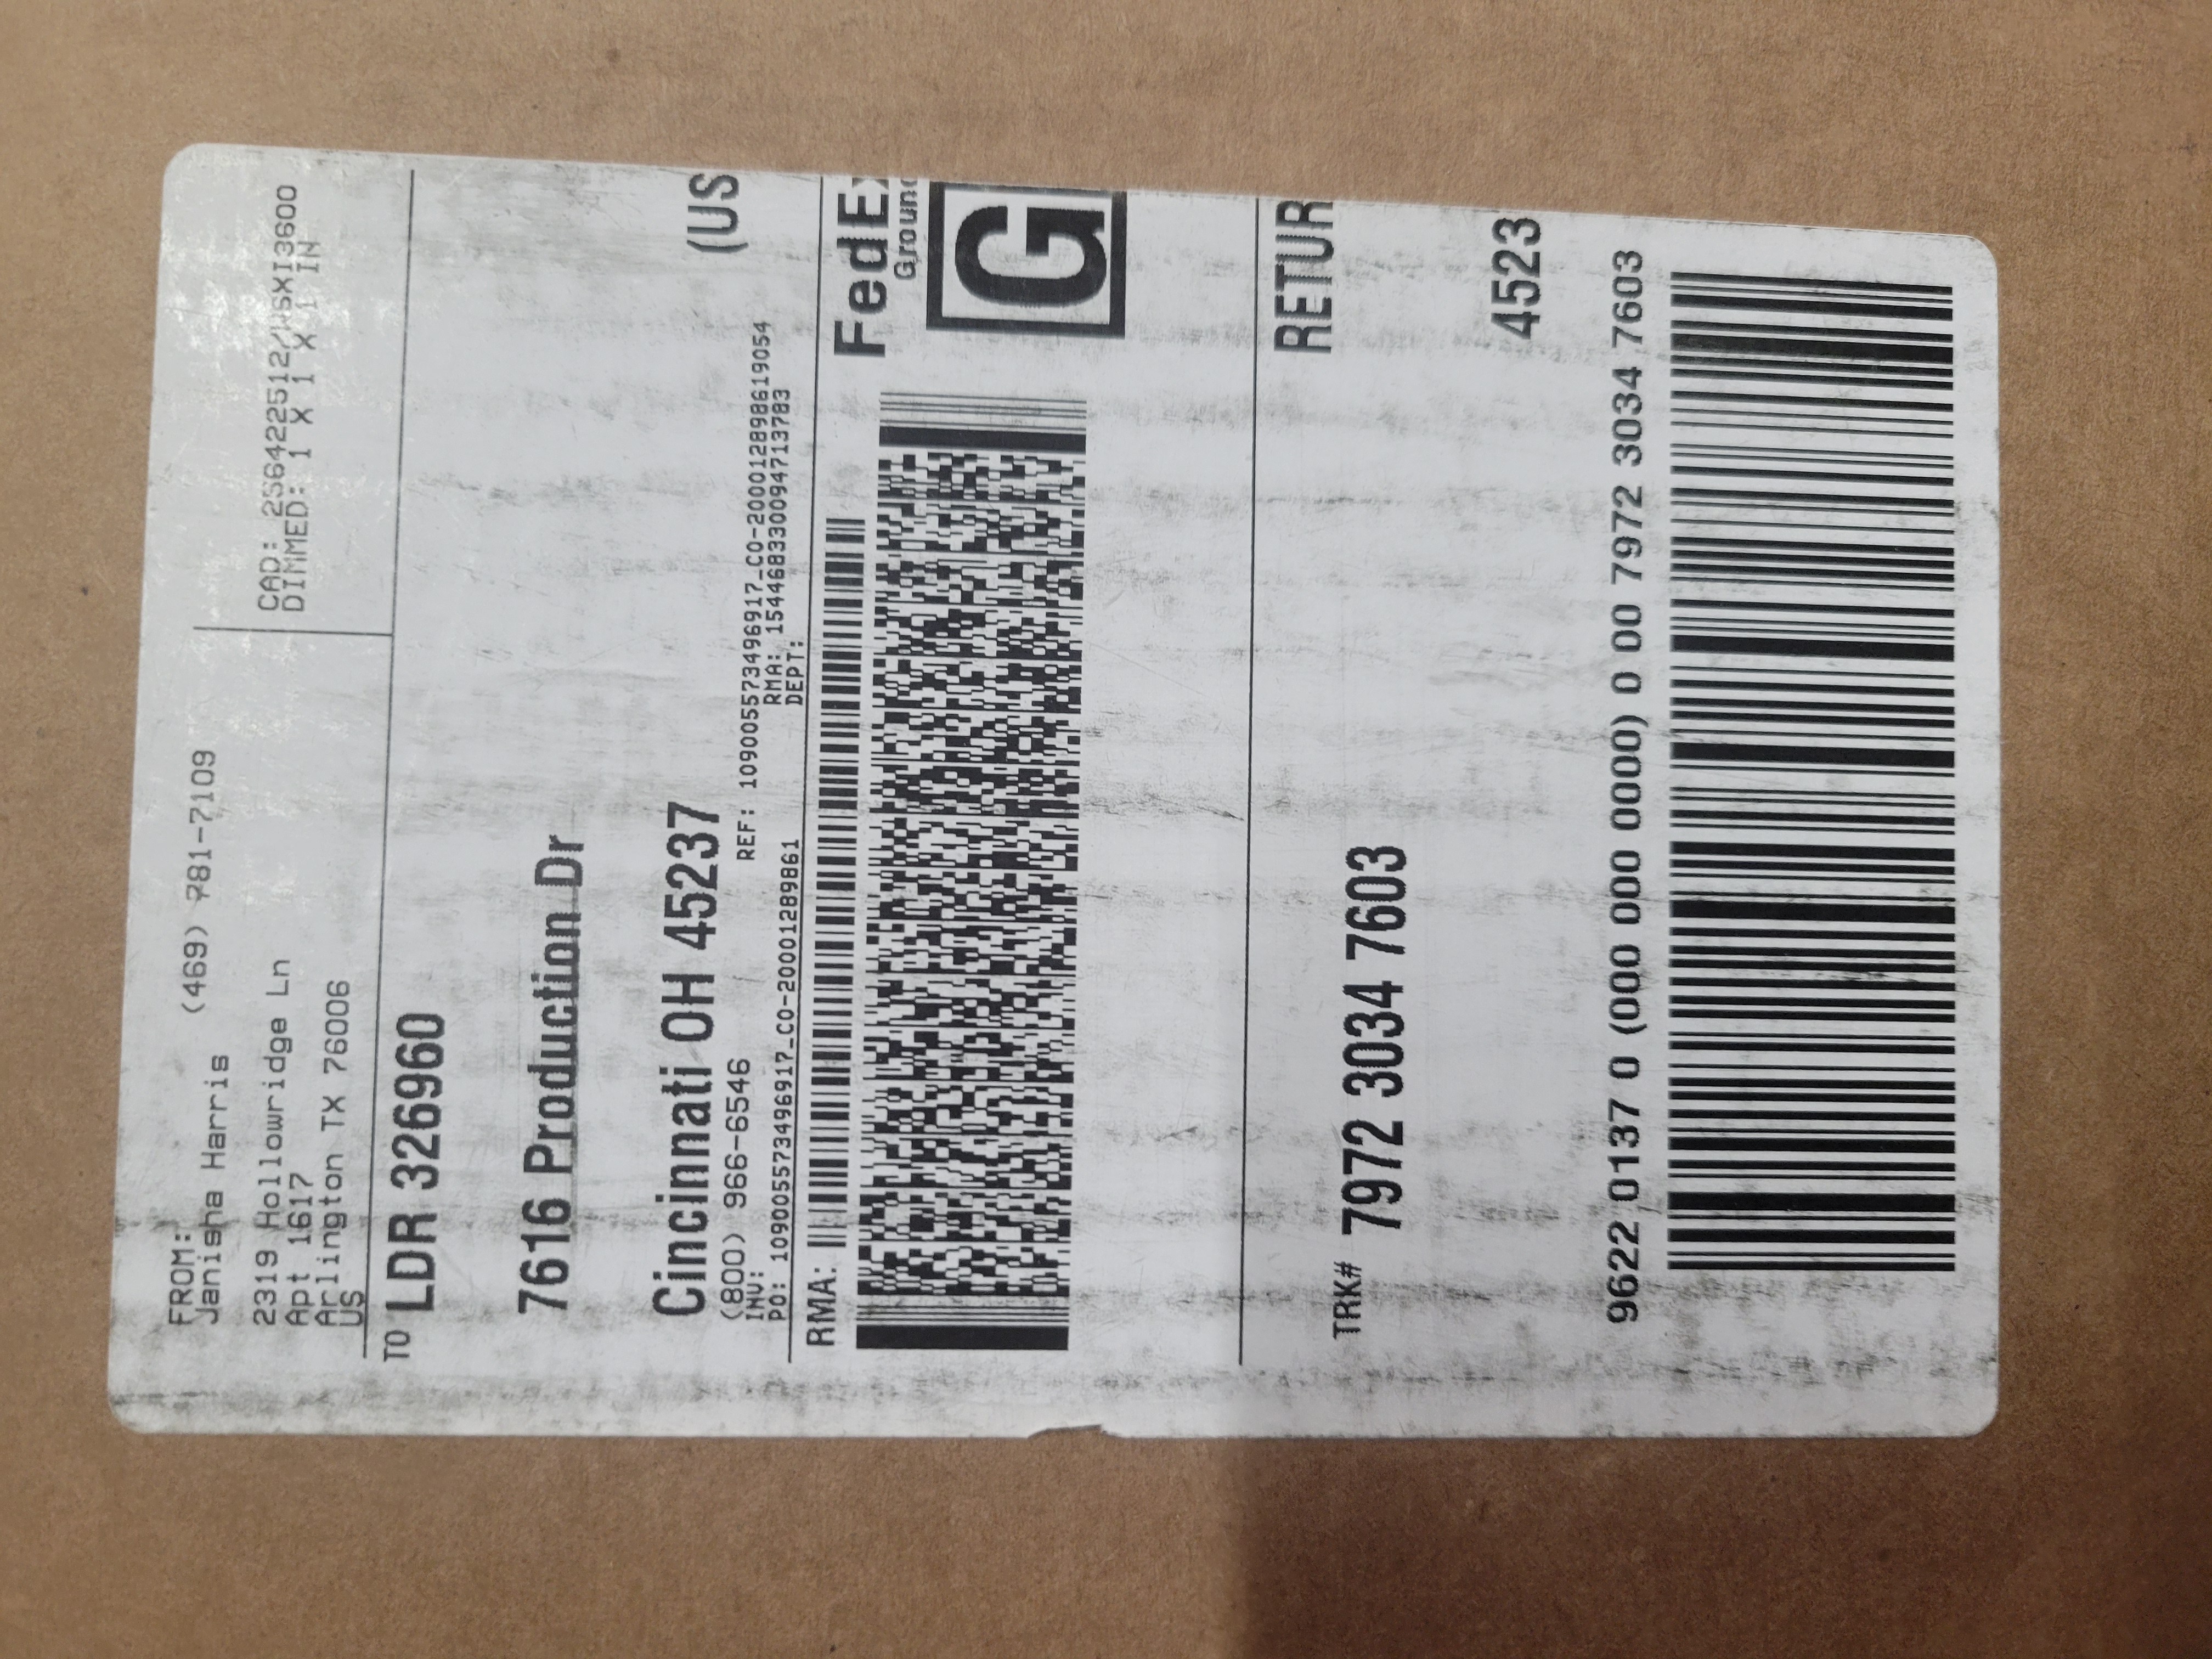 FROM:
Janisha Harris (469) 781-7109
2319 Hollowridge Ln
Apt 1617
Arlington TX 76006
US
CAD: 256422512/WSXI3600
DIMMED: 1 X 1 X 1 IN
TO LDR 326960
7616 Production Dr
Cincinnati OH 45237 (US
(800) 966-6546
REF: 109005573496917_CO-20001289861 9054
INV:
RMA: 15446833009471 3783
PO: 109005573496917_CO-20001289861
DEPT:
RMA:
FedEx
Ground
G
RETUR
TRK# 7972 3034 7603
4523
9622 0137 0 (000 000 0000) 0 00 7972 3034 7603